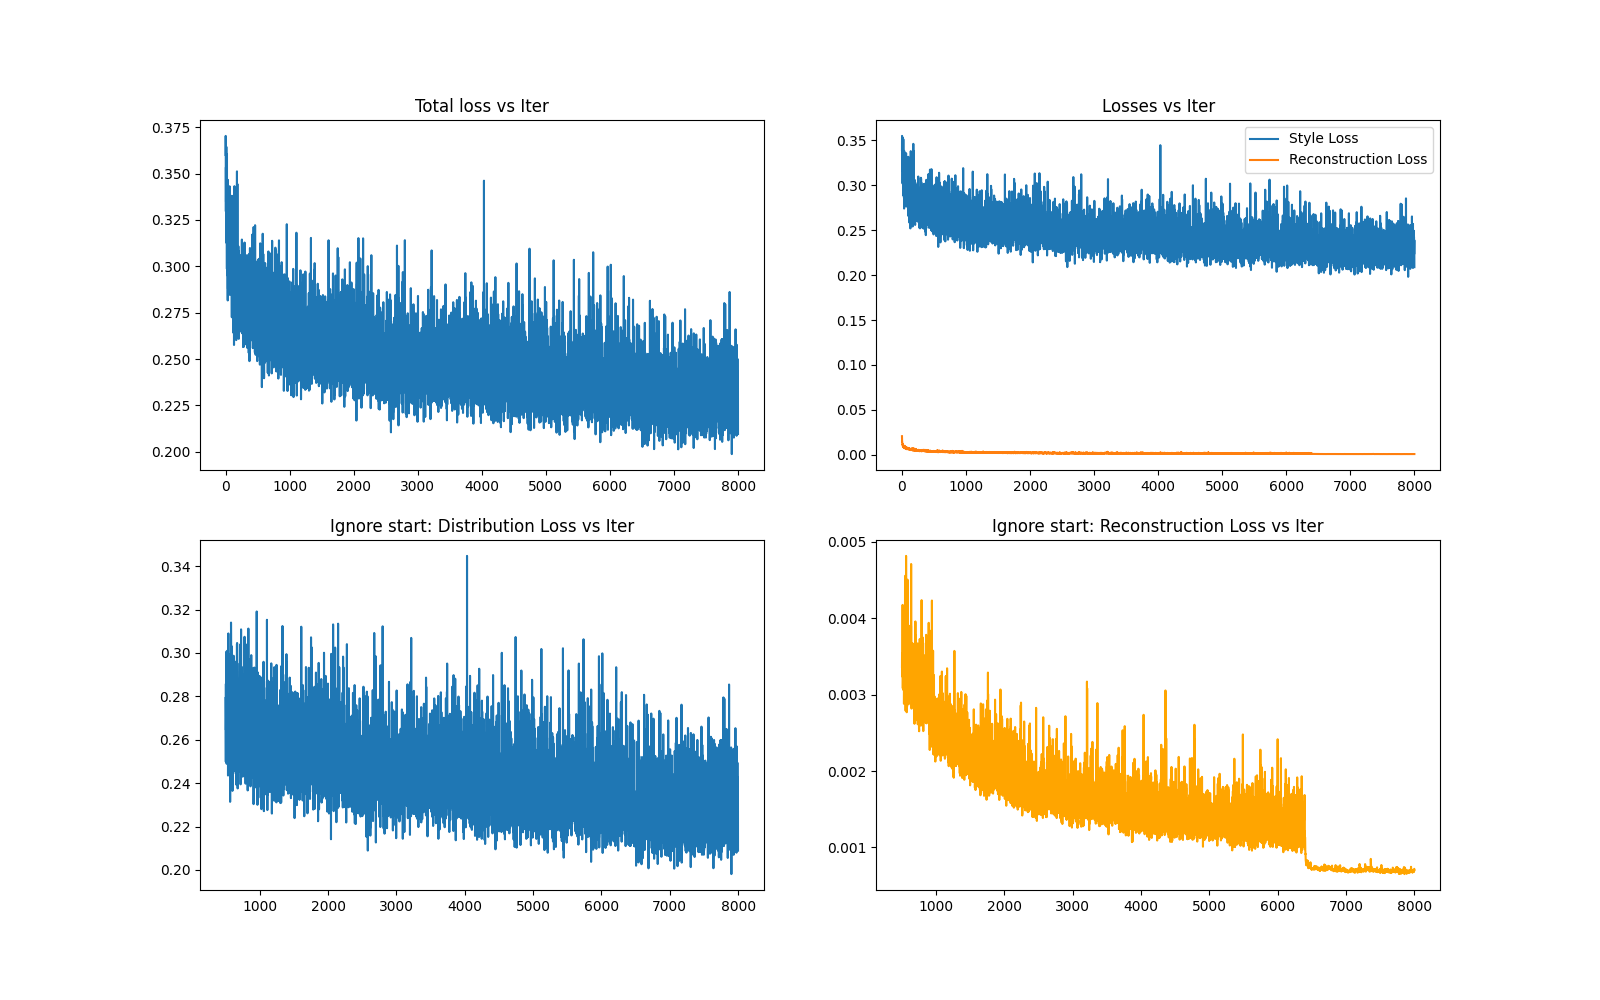 Total loss vs Iter
0.375
0.350
0.325
0.300
0.275
0.250
0.225
0.200
0 1000 2000 3000 4000 5000 6000 7000 8000
Losses vs Iter
Style Loss
Reconstruction Loss
0.35
0.30
0.25
0.20
0.15
0.10
0.05
0.00
0 1000 2000 3000 4000 5000 6000 7000 8000
Ignore start: Distribution Loss vs Iter
0.34
0.32
0.30
0.28
0.26
0.24
0.22
0.20
1000 2000 3000 4000 5000 6000 7000 8000
Ignore start: Reconstruction Loss vs Iter
0.005
0.004
0.003
0.002
0.001
1000 2000 3000 4000 5000 6000 7000 8000